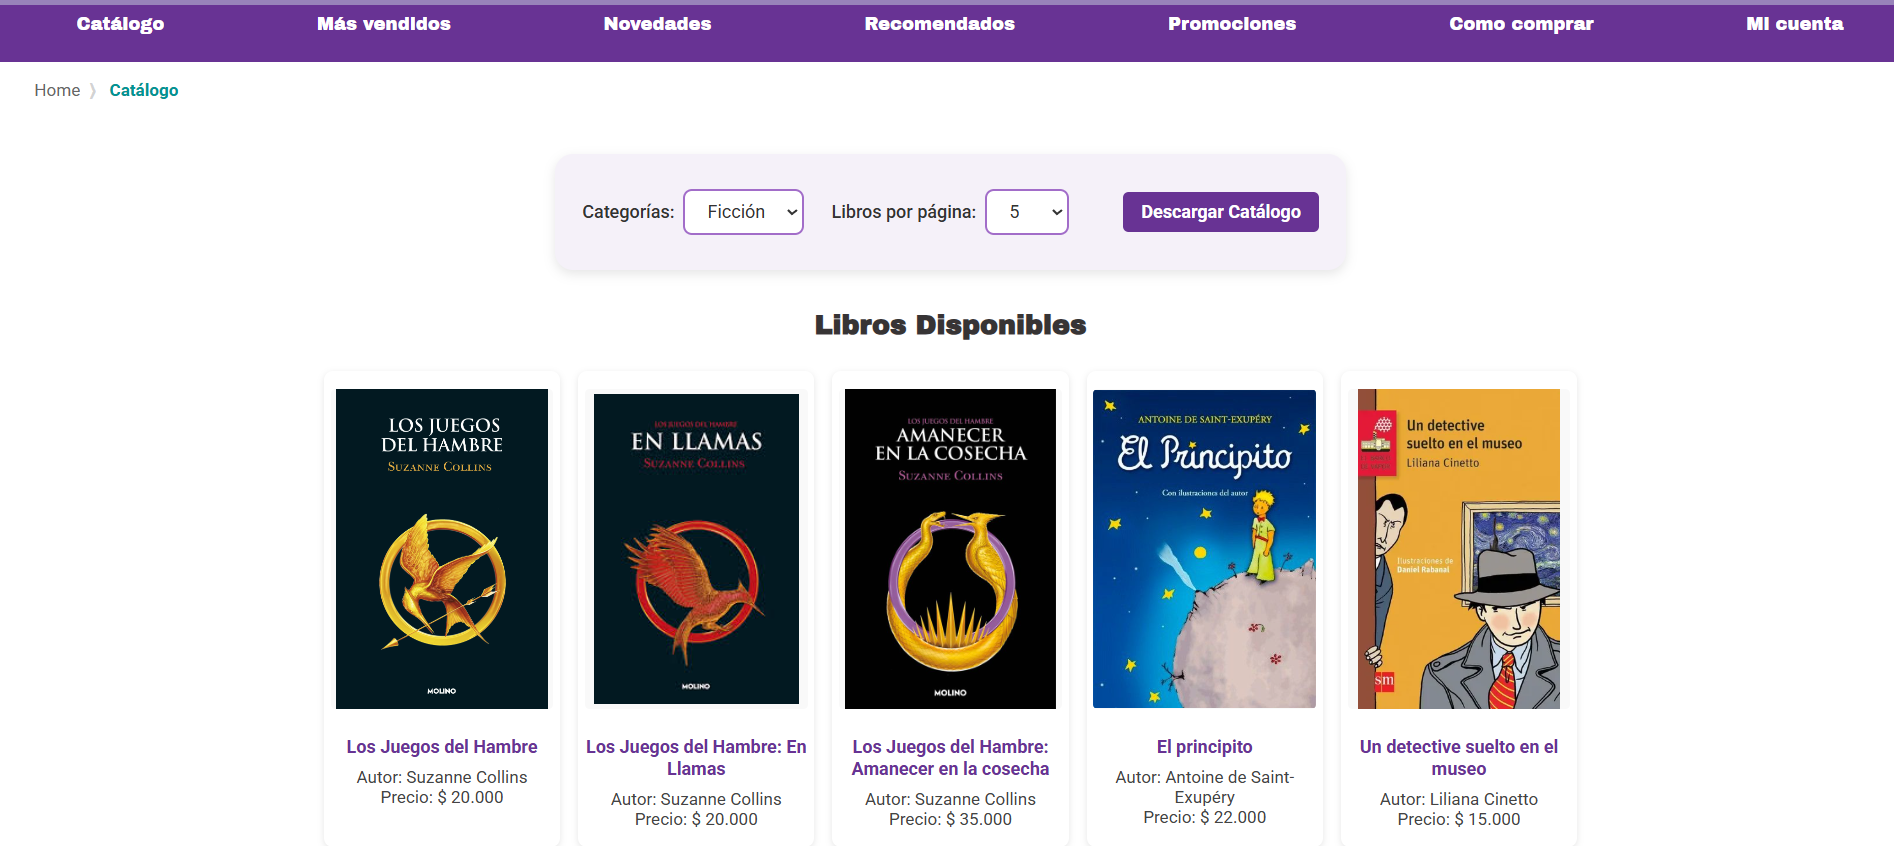 Catálogo Más vendidos Novedades Recomendados Promociones Como comprar Mi cuenta
Home ❯ Catálogo
Categorías: Ficción Libros por página: 5 Descargar Catálogo
Libros Disponibles
LOS JUEGOS
DEL HAMBRE
SUZANNE COLLINS
MOLINO
Los Juegos del Hambre
Autor: Suzanne Collins
Precio: $ 20.000
LOS JUEGOS DEL HAMBRE
EN LLAMAS
SUZANNE COLLINS
MOLINO
Los Juegos del Hambre: En
Llamas
Autor: Suzanne Collins
Precio: $ 20.000
LOS JUEGOS DEL HAMBRE
AMANECER
EN LA COSECHA
SUZANNE COLLINS
MOLINO
Los Juegos del Hambre:
Amanecer en la cosecha
Autor: Suzanne Collins
Precio: $ 35.000
ANTOINE DE SAINT-EXUPÉRY
El Principito
Con ilustraciones del autor
El principito
Autor: Antoine de Saint-
Exupéry
Precio: $ 22.000
Un detective
suelto en el museo
Liliana Cinetto
Ilustraciones de
Daniel Rabanal
sm
Un detective suelto en el
museo
Autor: Liliana Cinetto
Precio: $ 15.000